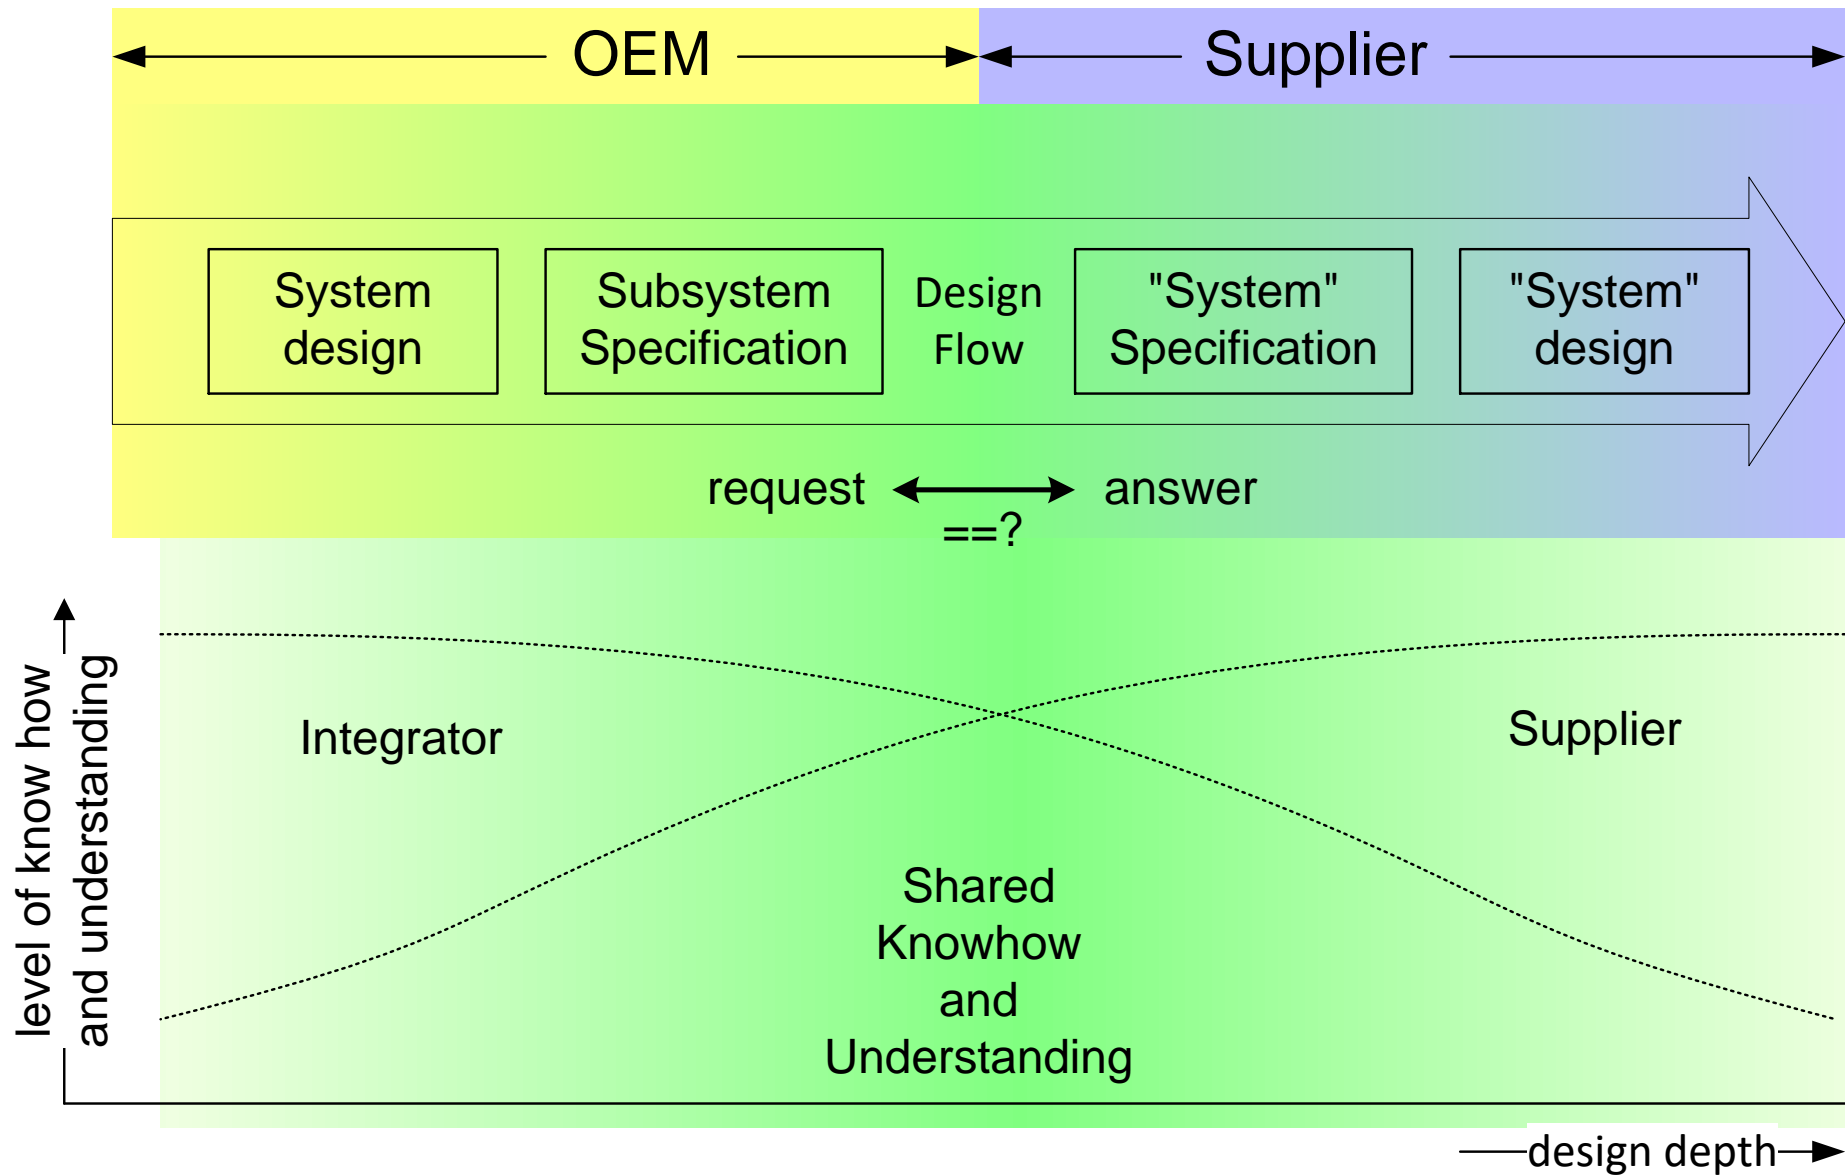 OEM
Supplier
System
design
Subsystem
Specification
Design
Flow
"System"
Specification
"System"
design
request
answer
==?
level of know how
and understanding
Integrator
Supplier
Shared
Knowhow
and
Understanding
design depth